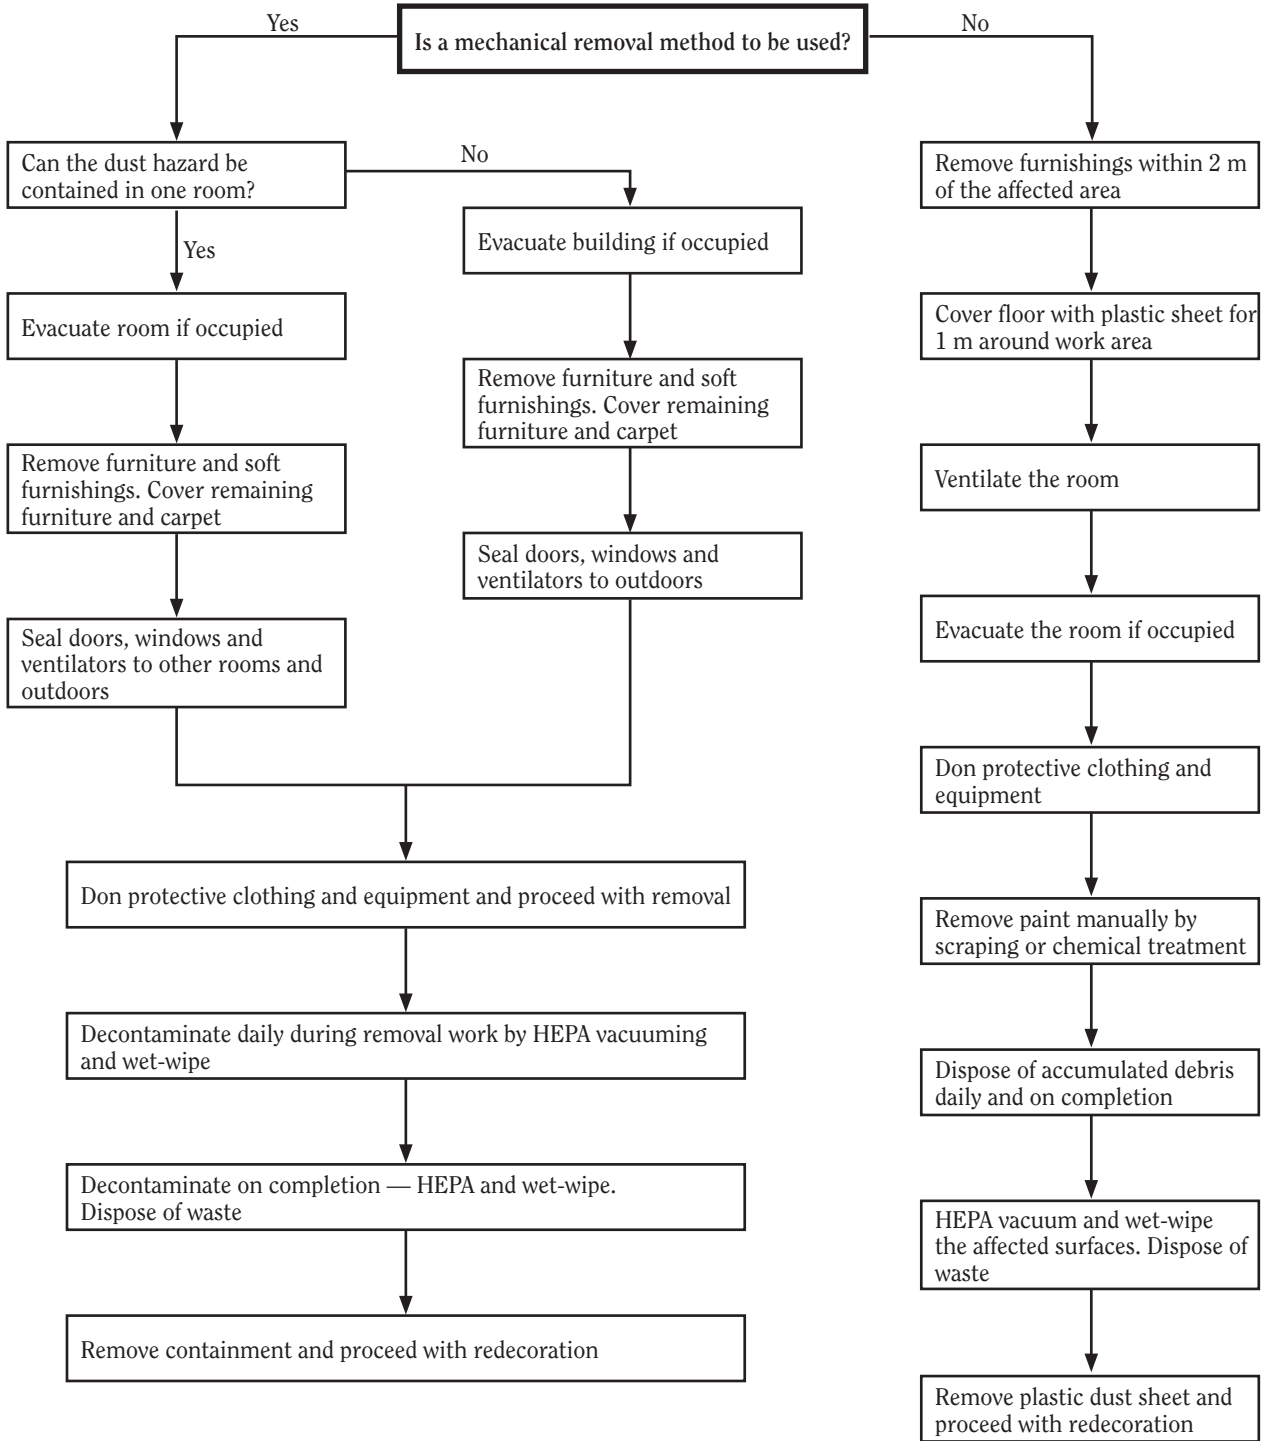 Is a mechanical removal method to be used?
Yes
No
Can the dust hazard be
contained in one room?
No
Yes
Evacuate room if occupied
Remove furniture and soft
furnishings. Cover remaining
furniture and carpet
Seal doors, windows and
ventilators to other rooms and
outdoors
Evacuate building if occupied
Remove furniture and soft
furnishings. Cover remaining
furniture and carpet
Seal doors, windows and
ventilators to outdoors
Don protective clothing and equipment and proceed with removal
Decontaminate daily during removal work by HEPA vacuuming
and wet-wipe
Decontaminate on completion — HEPA and wet-wipe.
Dispose of waste
Remove containment and proceed with redecoration
Remove furnishings within 2 m
of the affected area
Cover floor with plastic sheet for
1 m around work area
Ventilate the room
Evacuate the room if occupied
Don protective clothing and
equipment
Remove paint manually by
scraping or chemical treatment
Dispose of accumulated debris
daily and on completion
HEPA vacuum and wet-wipe
the affected surfaces. Dispose of
waste
Remove plastic dust sheet and
proceed with redecoration